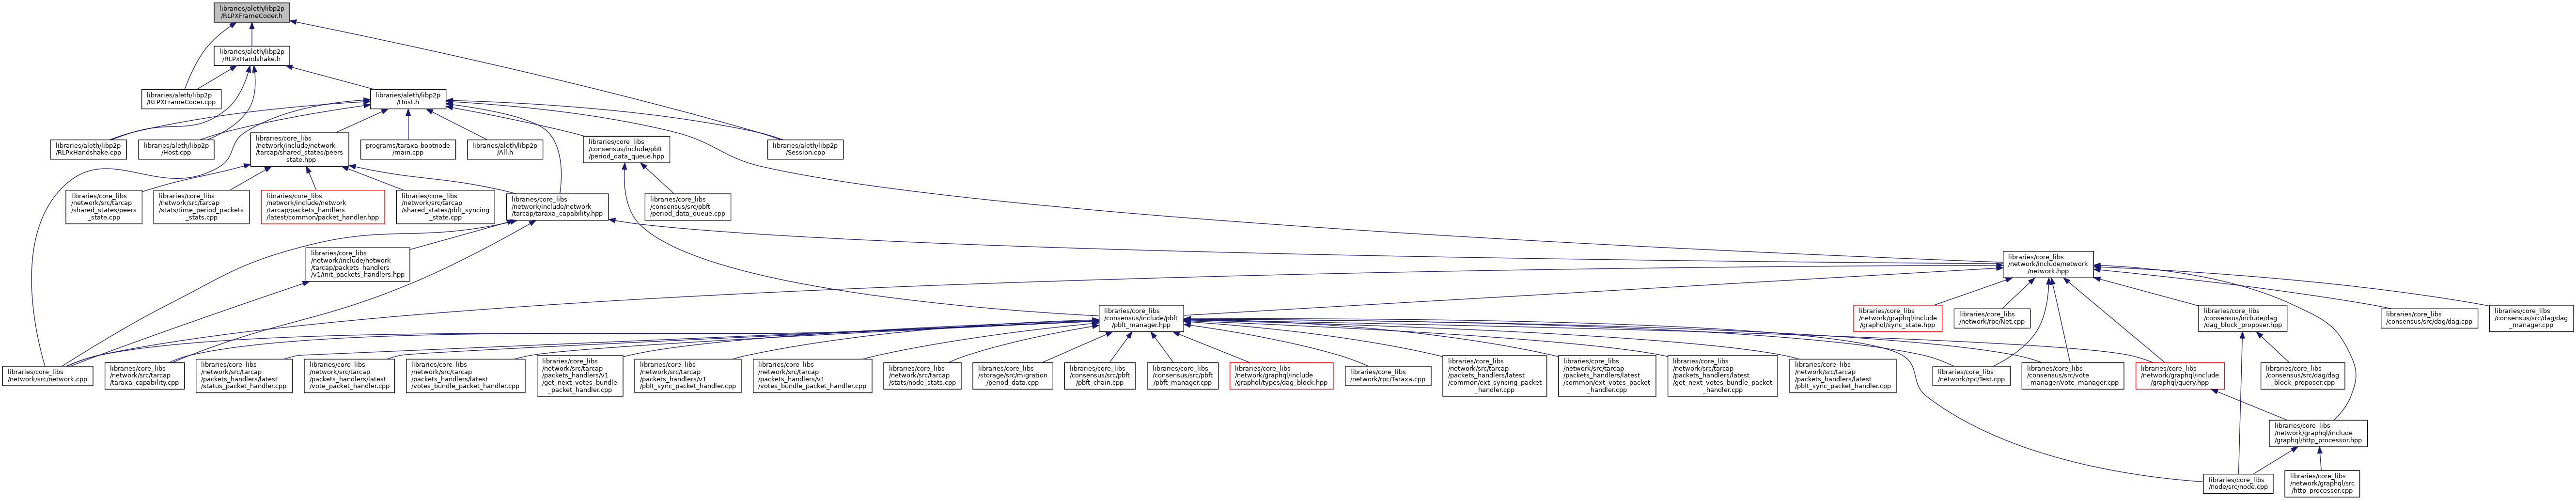 libraries/aleth/libp2p
/RLPXFrameCoder.h
libraries/aleth/libp2p
/RLPxHandshake.h
libraries/aleth/libp2p
/RLPXFrameCoder.cpp
libraries/aleth/libp2p
/Host.h
libraries/aleth/libp2p
/RLPxHandshake.cpp
libraries/aleth/libp2p
/Host.cpp
libraries/core_libs
/network/include/network
/tarcap/shared_states/peers
_state.hpp
programs/taraxa-bootnode
/main.cpp
libraries/aleth/libp2p
/All.h
libraries/core_libs
/consensus/include/pbft
/period_data_queue.hpp
libraries/aleth/libp2p
/Session.cpp
libraries/core_libs
/network/src/tarcap
/shared_states/peers
_state.cpp
libraries/core_libs
/network/src/tarcap
/stats/time_period_packets
_stats.cpp
libraries/core_libs
/network/include/network
/tarcap/packets_handlers
/latest/common/packet_handler.hpp
libraries/core_libs
/network/src/tarcap
/shared_states/pbft_syncing
_state.cpp
libraries/core_libs
/network/include/network
/tarcap/taraxa_capability.hpp
libraries/core_libs
/consensus/src/pbft
/period_data_queue.cpp
libraries/core_libs
/network/include/network
/tarcap/packets_handlers
/v1/init_packets_handlers.hpp
libraries/core_libs
/network/include/network
/network.hpp
libraries/core_libs
/consensus/include/pbft
/pbft_manager.hpp
libraries/core_libs
/network/graphql/include
/graphql/sync_state.hpp
libraries/core_libs
/network/rpc/Net.cpp
libraries/core_libs
/consensus/include/dag
/dag_block_proposer.hpp
libraries/core_libs
/consensus/src/dag/dag.cpp
libraries/core_libs
/consensus/src/dag/dag
_manager.cpp
libraries/core_libs
/network/src/network.cpp
libraries/core_libs
/network/src/tarcap
/taraxa_capability.cpp
libraries/core_libs
/network/src/tarcap
/packets_handlers/latest
/status_packet_handler.cpp
libraries/core_libs
/network/src/tarcap
/packets_handlers/latest
/vote_packet_handler.cpp
libraries/core_libs
/network/src/tarcap
/packets_handlers/latest
/votes_bundle_packet_handler.cpp
libraries/core_libs
/network/src/tarcap
/packets_handlers/v1
/get_next_votes_bundle
_packet_handler.cpp
libraries/core_libs
/network/src/tarcap
/packets_handlers/v1
/pbft_sync_packet_handler.cpp
libraries/core_libs
/network/src/tarcap
/packets_handlers/v1
/votes_bundle_packet_handler.cpp
libraries/core_libs
/network/src/tarcap
/stats/node_stats.cpp
libraries/core_libs
/storage/src/migration
/period_data.cpp
libraries/core_libs
/consensus/src/pbft
/pbft_chain.cpp
libraries/core_libs
/consensus/src/pbft
/pbft_manager.cpp
libraries/core_libs
/network/graphql/include
/graphql/types/dag_block.hpp
libraries/core_libs
/network/rpc/Taraxa.cpp
libraries/core_libs
/network/src/tarcap
/packets_handlers/latest
/common/ext_syncing_packet
_handler.cpp
libraries/core_libs
/network/src/tarcap
/packets_handlers/latest
/common/ext_votes_packet
_handler.cpp
libraries/core_libs
/network/src/tarcap
/packets_handlers/latest
/get_next_votes_bundle_packet
_handler.cpp
libraries/core_libs
/network/src/tarcap
/packets_handlers/latest
/pbft_sync_packet_handler.cpp
libraries/core_libs
/network/rpc/Test.cpp
libraries/core_libs
/consensus/src/vote
_manager/vote_manager.cpp
libraries/core_libs
/network/graphql/include
/graphql/query.hpp
libraries/core_libs
/consensus/src/dag/dag
_block_proposer.cpp
libraries/core_libs
/network/graphql/include
/graphql/http_processor.hpp
libraries/core_libs
/node/src/node.cpp
libraries/core_libs
/network/graphql/src
/http_processor.cpp